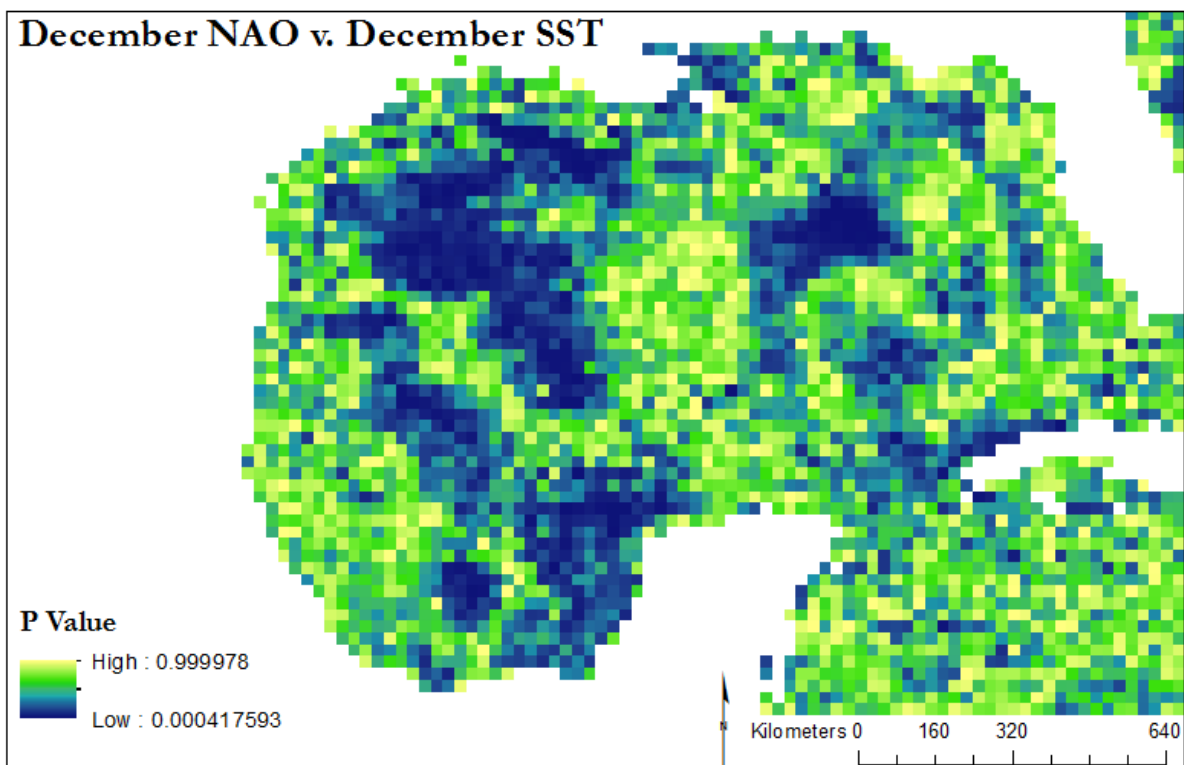 December NAO v. December SST
P Value
High : 0.999978
Low : 0.000417593
N
Kilometers 0 160 320 640